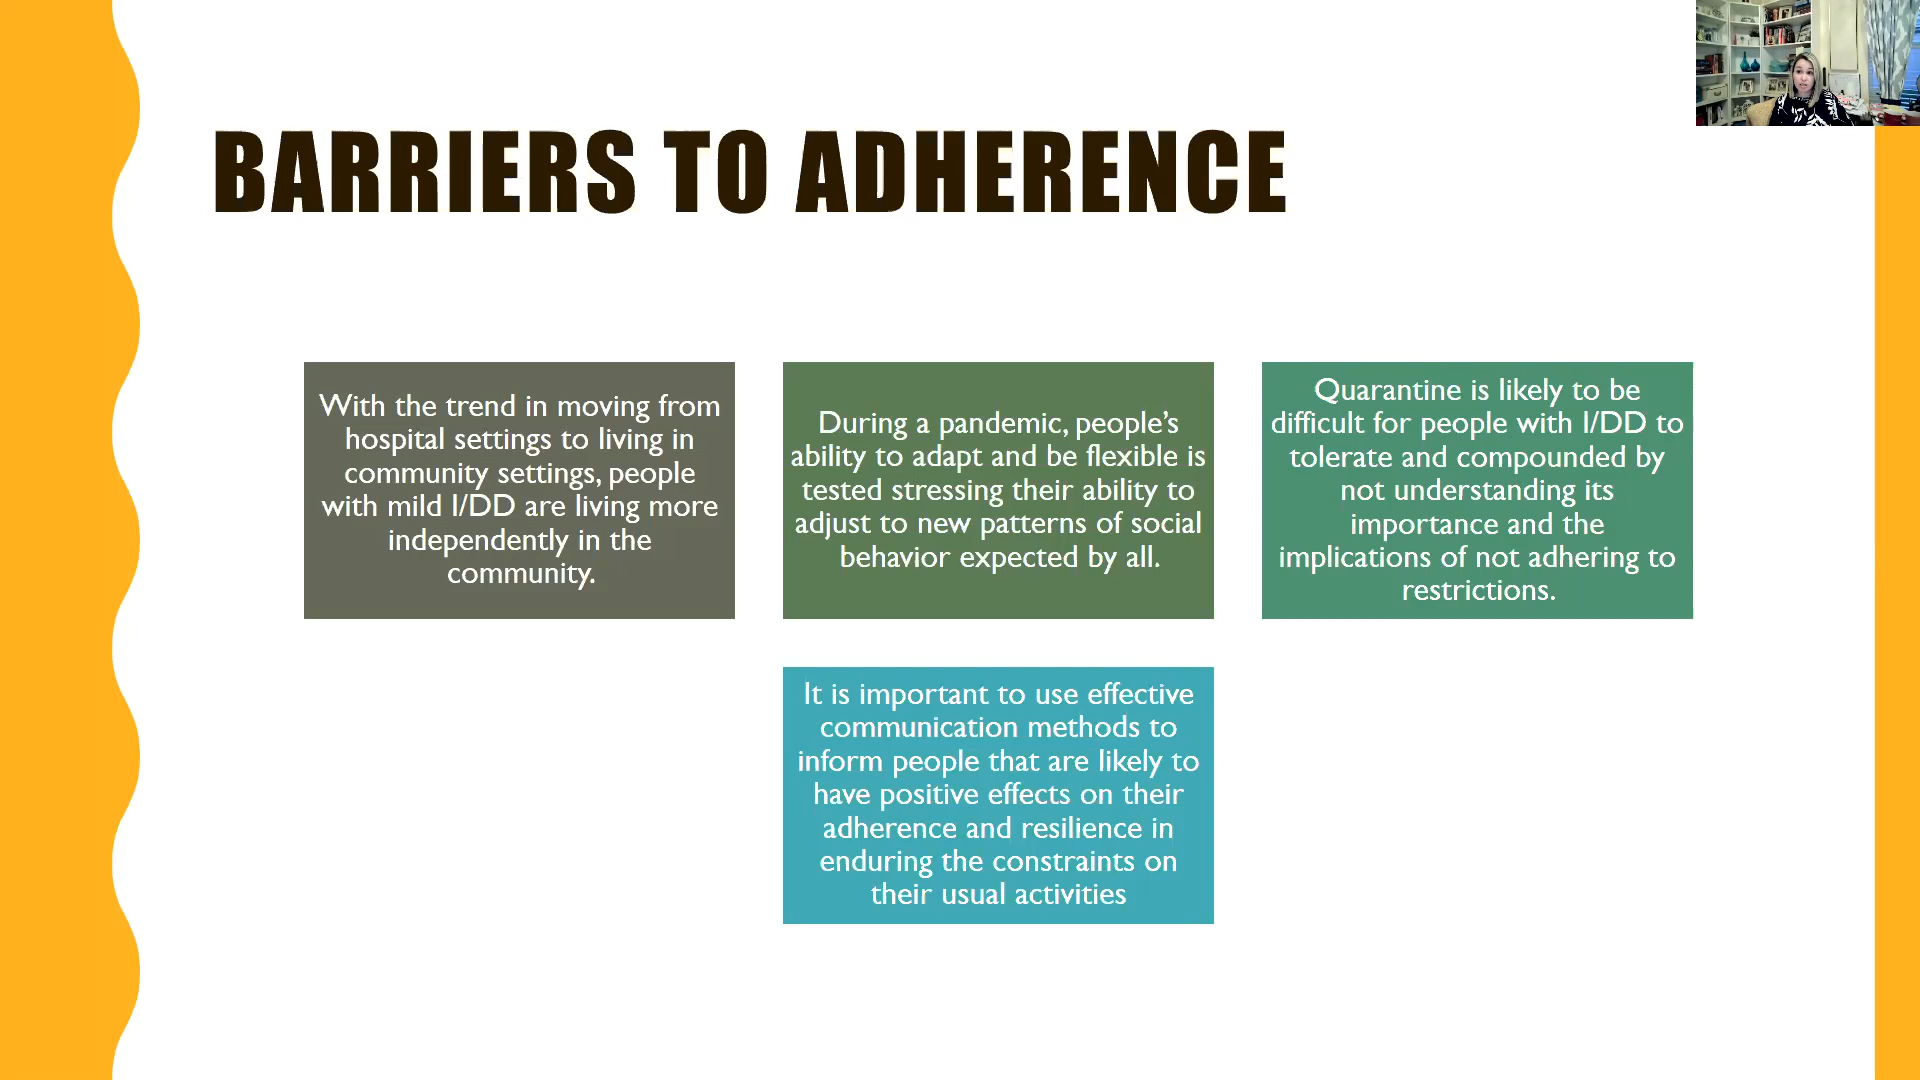 BARRIERS TO ADHERENCE
With the trend in moving from
hospital settings to living in
community settings, people
with mild I/DD are living more
independently in the
community.
During a pandemic, people's
ability to adapt and be flexible is
tested stressing their ability to
adjust to new patterns of social
behavior expected by all.
Quarantine is likely to be
difficult for people with I/DD to
tolerate and compounded by
not understanding its
importance and the
implications of not adhering to
restrictions.
It is important to use effective
communication methods to
inform people that are likely to
have positive effects on their
adherence and resilience in
enduring the constraints on
their usual activities